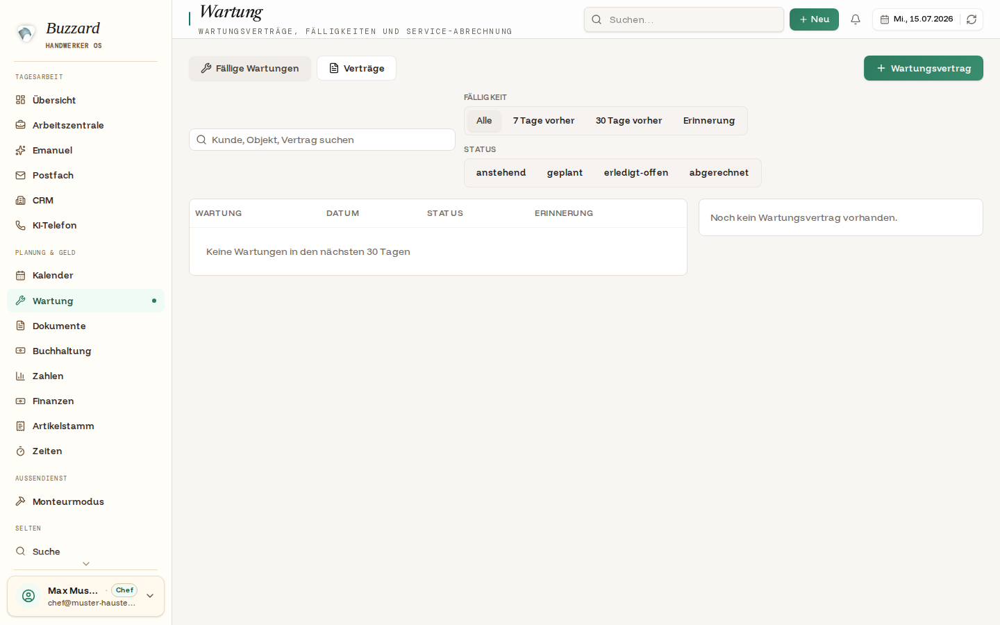 Buzzard
HANDWERKER OS
TAGESARBEIT
Übersicht
Arbeitszentrale
Emanuel
Postfach
CRM
KI-Telefon
PLANUNG & GELD
Kalender
Wartung
Dokumente
Buchhaltung
Zahlen
Finanzen
Artikelstamm
Zeiten
AUSSENDIENST
Monteurmodus
SELTEN
Suche
Max Mus... · Chef
chef@muster-hauste...
Wartung
WARTUNGSVERTRÄGE, FÄLLIGKEITEN UND SERVICE-ABRECHNUNG
Suchen...
Neu
Mi., 15.07.2026
Fällige Wartungen
Verträge
Wartungsvertrag
Kunde, Objekt, Vertrag suchen
FÄLLIGKEIT
Alle 7 Tage vorher 30 Tage vorher Erinnerung
STATUS
anstehend geplant erledigt-offen abgerechnet
WARTUNG DATUM STATUS ERINNERUNG
Keine Wartungen in den nächsten 30 Tagen
Noch kein Wartungsvertrag vorhanden.